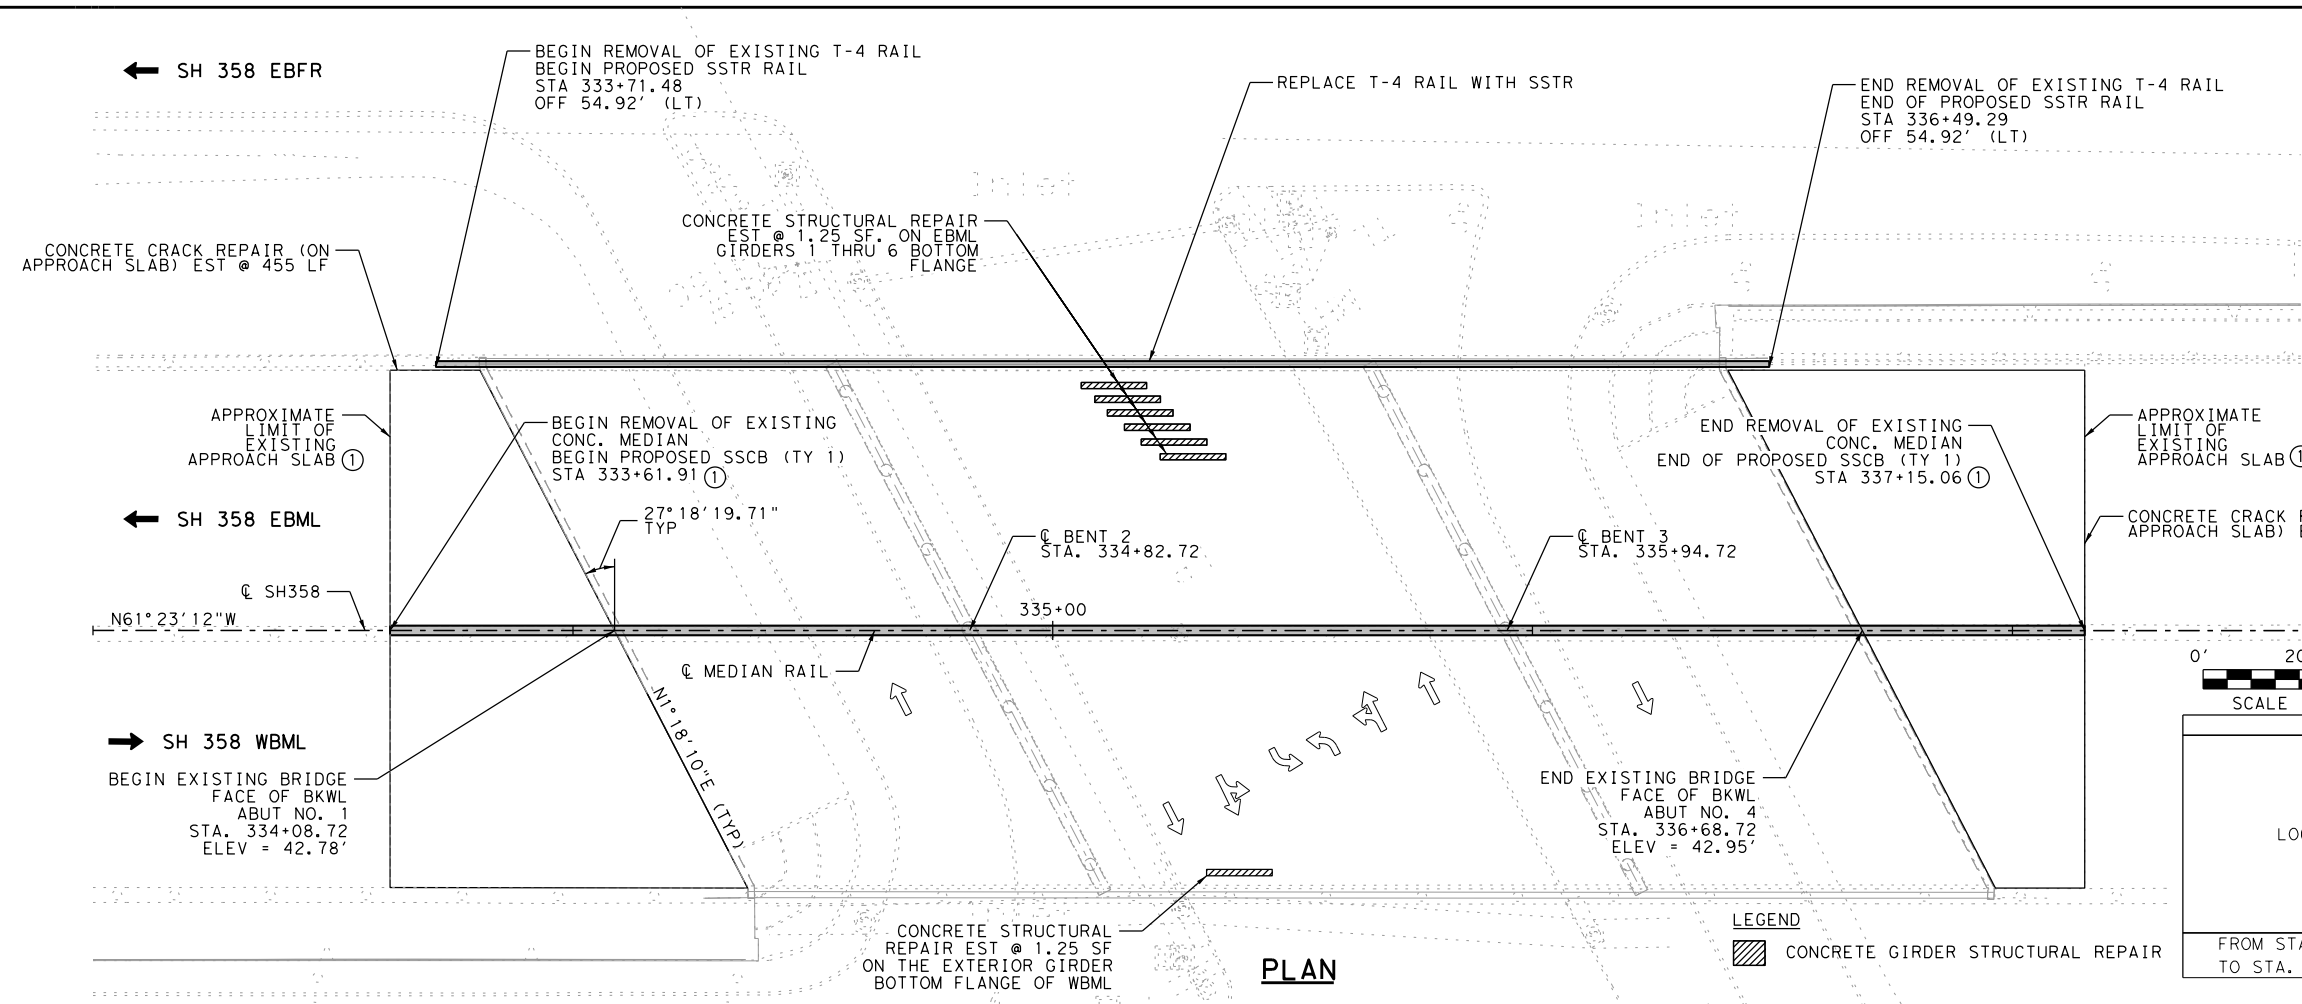 SH 358 EBFR
BEGIN REMOVAL OF EXISTING T-4 RAIL
BEGIN PROPOSED SSTR RAIL
STA 333+71.48
OFF 54.92' (LT)
REPLACE T-4 RAIL WITH SSTR
END REMOVAL OF EXISTING T-4 RAIL
END OF PROPOSED SSTR RAIL
STA 336+49.29
OFF 54.92' (LT)
Inlet
Inlet
CONCRETE CRACK REPAIR (ON
APPROACH SLAB) EST @ 455 LF
CONCRETE STRUCTURAL REPAIR
EST @ 1.25 SF. ON EBML
GIRDERS 1 THRU 6 BOTTOM
FLANGE
APPROXIMATE
LIMIT OF
EXISTING
APPROACH SLAB 1
BEGIN REMOVAL OF EXISTING
CONC. MEDIAN
BEGIN PROPOSED SSCB (TY 1)
STA 333+61.91 1
END REMOVAL OF EXISTING
CONC. MEDIAN
END OF PROPOSED SSCB (TY 1)
STA 337+15.06 1
APPROXIMATE
LIMIT OF
EXISTING
APPROACH SLAB 1
SH 358 EBML
27°18'19.71"
TYP
℄ BENT 2
STA. 334+82.72
℄ BENT 3
STA. 335+94.72
CONCRETE CRACK
APPROACH SLAB)
℄ SH358
N61°23'12"W
335+00
℄ MEDIAN RAIL
N1°18'10"E (TYP)
0' 20
SCALE
SH 358 WBML
BEGIN EXISTING BRIDGE
FACE OF BKWL
ABUT NO. 1
STA. 334+08.72
ELEV = 42.78'
END EXISTING BRIDGE
FACE OF BKWL
ABUT NO. 4
STA. 336+68.72
ELEV = 42.95'
CONCRETE STRUCTURAL
REPAIR EST @ 1.25 SF
ON THE EXTERIOR GIRDER
BOTTOM FLANGE OF WBML
PLAN
LEGEND
CONCRETE GIRDER STRUCTURAL REPAIR
FROM STA
TO STA.